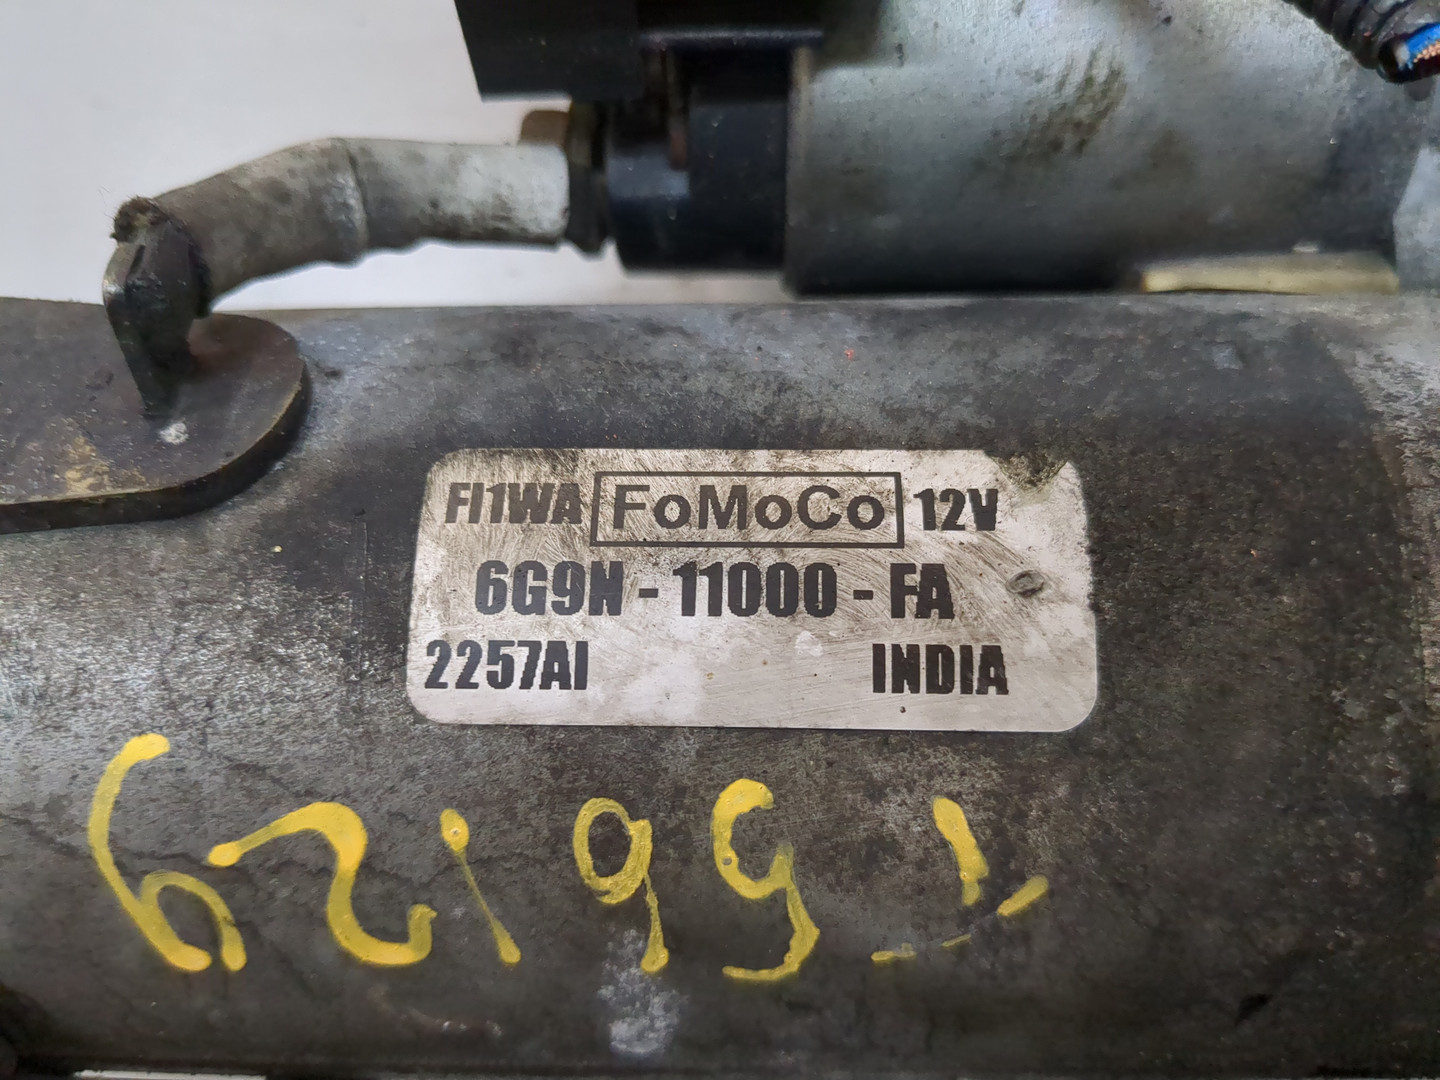 FI1WA FoMoCo 12V
6G9N - 11000 - FA
2257AI INDIA
62199